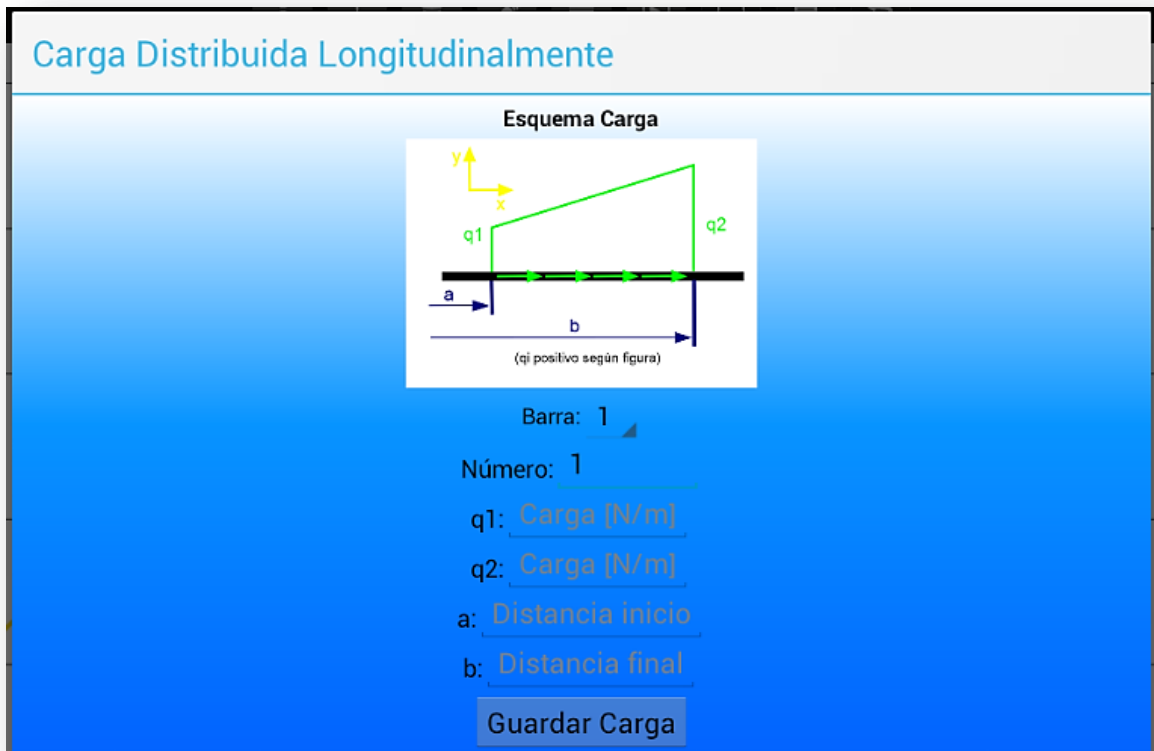 Carga Distribuida Longitudinalmente
Esquema Carga
y
x
q1
q2
a
b
(qi positivo según figura)
Barra: 1
Número: 1
q1: Carga [N/m]
q2: Carga [N/m]
a: Distancia inicio
b: Distancia final
Guardar Carga